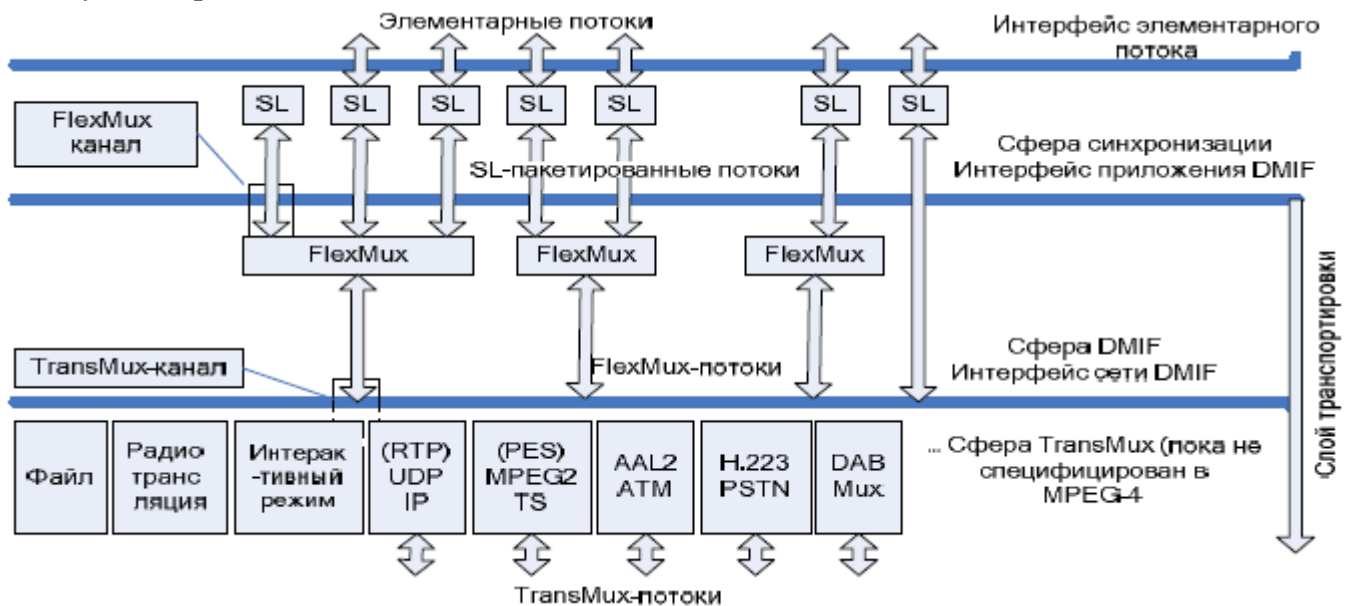 Элементарные потоки
Интерфейс элементарного
потока
FlexMux
канал
SL
SL
SL
SL
SL
SL
SL
Сфера синхронизации
Интерфейс приложения DMIF
SL-пакетированные потоки
FlexMux
FlexMux
FlexMux
Слой транспортировки
TransMux-канал
FlexMux-потоки
Сфера DMIF
Интерфейс сети DMIF
Файл
Радио
транс
ляция
Интерак
-тивный
режим
(RTP)
UDP
IP
(PES)
MPEG2
TS
AAL2
ATM
H.223
PSTN
DAB
Mux
... Сфера TransMux (пока не
специфицирован в
MPEG-4
TransMux-потоки